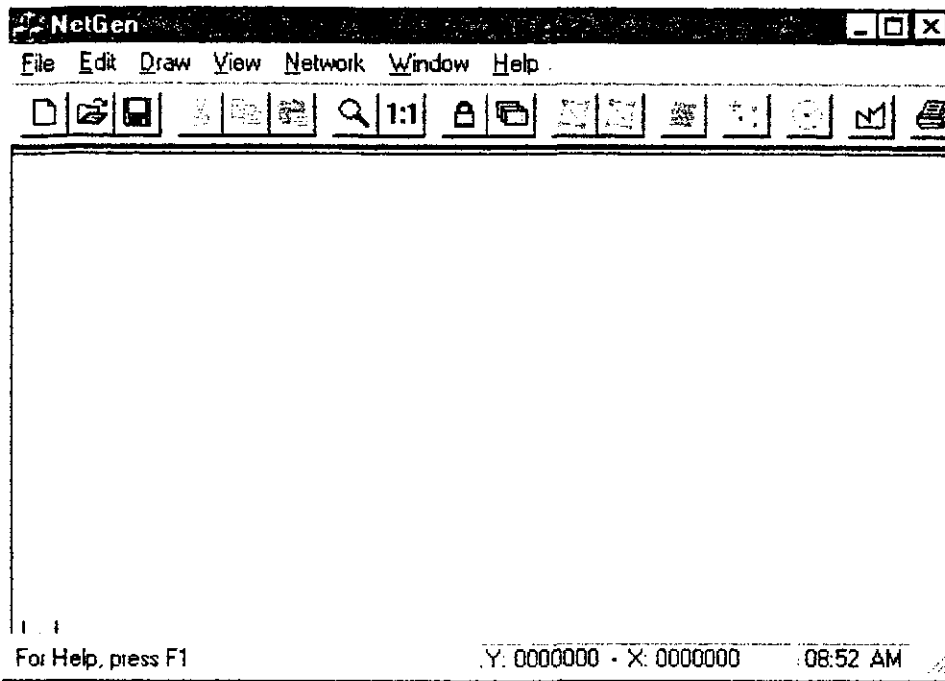 NetGen
File Edit Draw View Network Window Help
1:1
For Help, press F1 Y: 0000000 - X: 0000000 08:52 AM